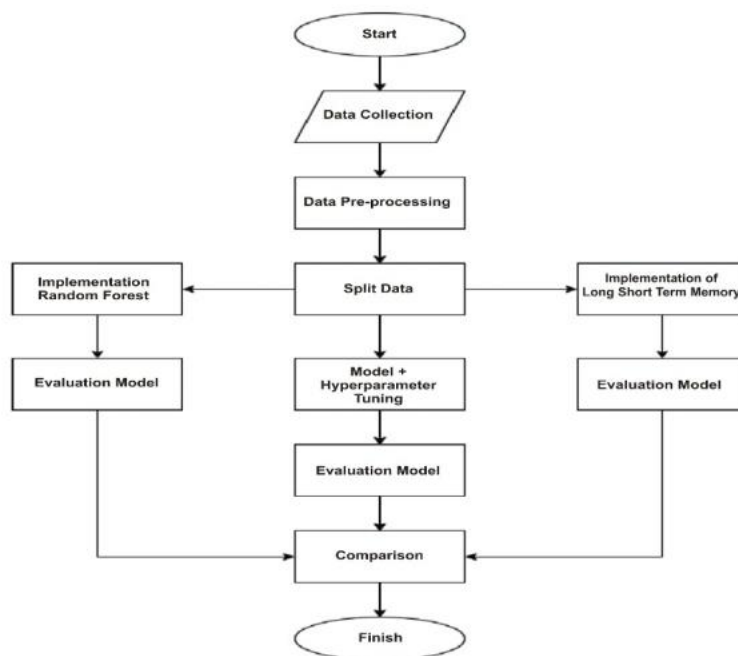 Start
Data Collection
Data Pre-processing
Implementation
Random Forest
Split Data
Implementation of
Long Short Term Memory
Evaluation Model
Model +
Hyperparameter
Tuning
Evaluation Model
Evaluation Model
Comparison
Finish